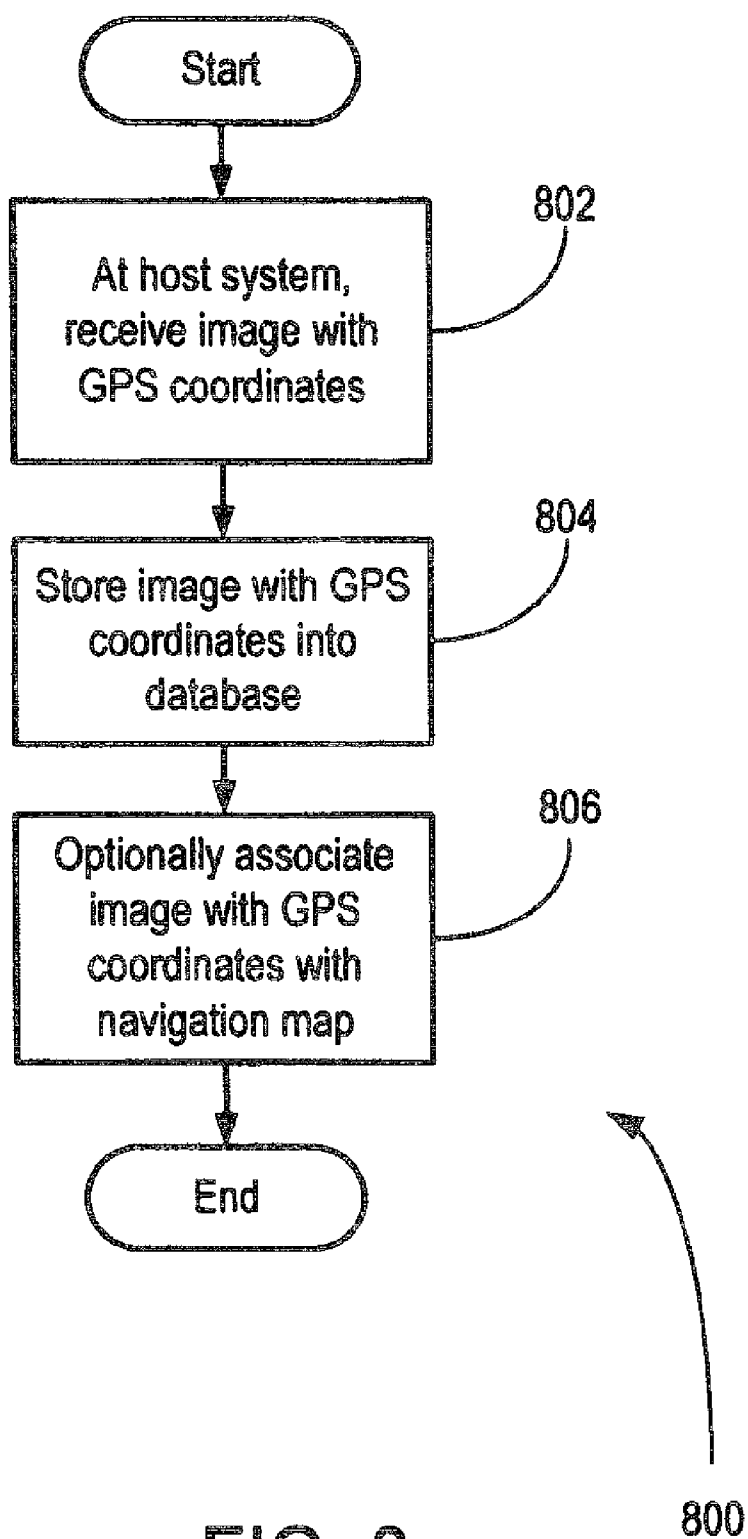 Start
At host system,
receive image with
GPS coordinates
802
Store image with GPS
coordinates into
database
804
Optionally associate
image with GPS
coordinates with
navigation map
806
End
800